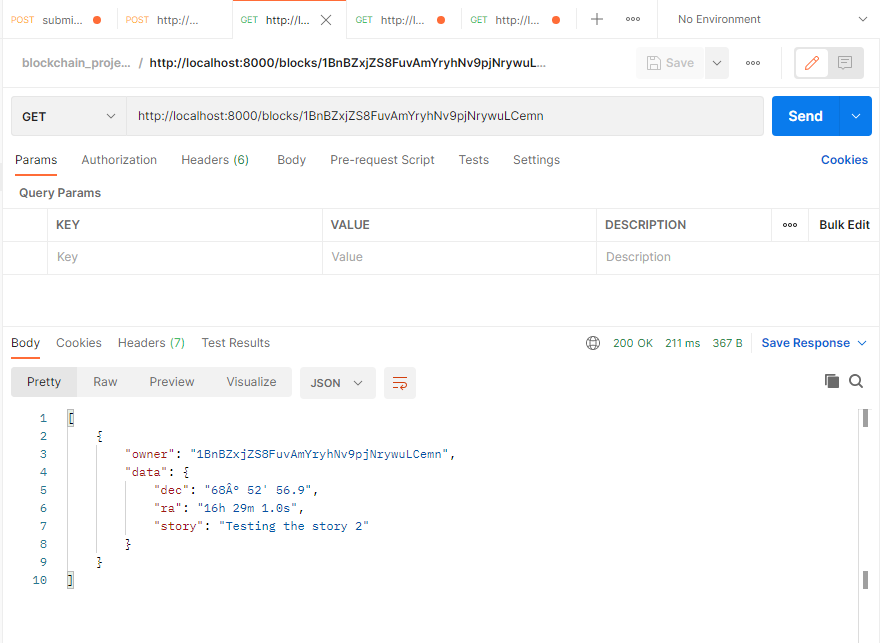 POST submi... POST http://... GET http://l... GET http://l... GET http://l... No Environment
blockchain_proje... / http://localhost:8000/blocks/1BnBZxjZS8FuvAmYryhNv9pjNrywuL... Save
GET http://localhost:8000/blocks/1BnBZxjZS8FuvAmYryhNv9pjNrywuLCemn Send
Params Authorization Headers (6) Body Pre-request Script Tests Settings Cookies
Query Params
KEY VALUE DESCRIPTION Bulk Edit
Key Value Description
Body Cookies Headers (7) Test Results 200 OK 211 ms 367 B Save Response
Pretty Raw Preview Visualize JSON
1 [
2 {
3 "owner": "1BnBZxjZS8FuvAmYryhNv9pjNrywuLCemn",
4 "data": {
5 "dec": "68Â° 52' 56.9",
6 "ra": "16h 29m 1.0s",
7 "story": "Testing the story 2"
8 }
9 }
10 ]